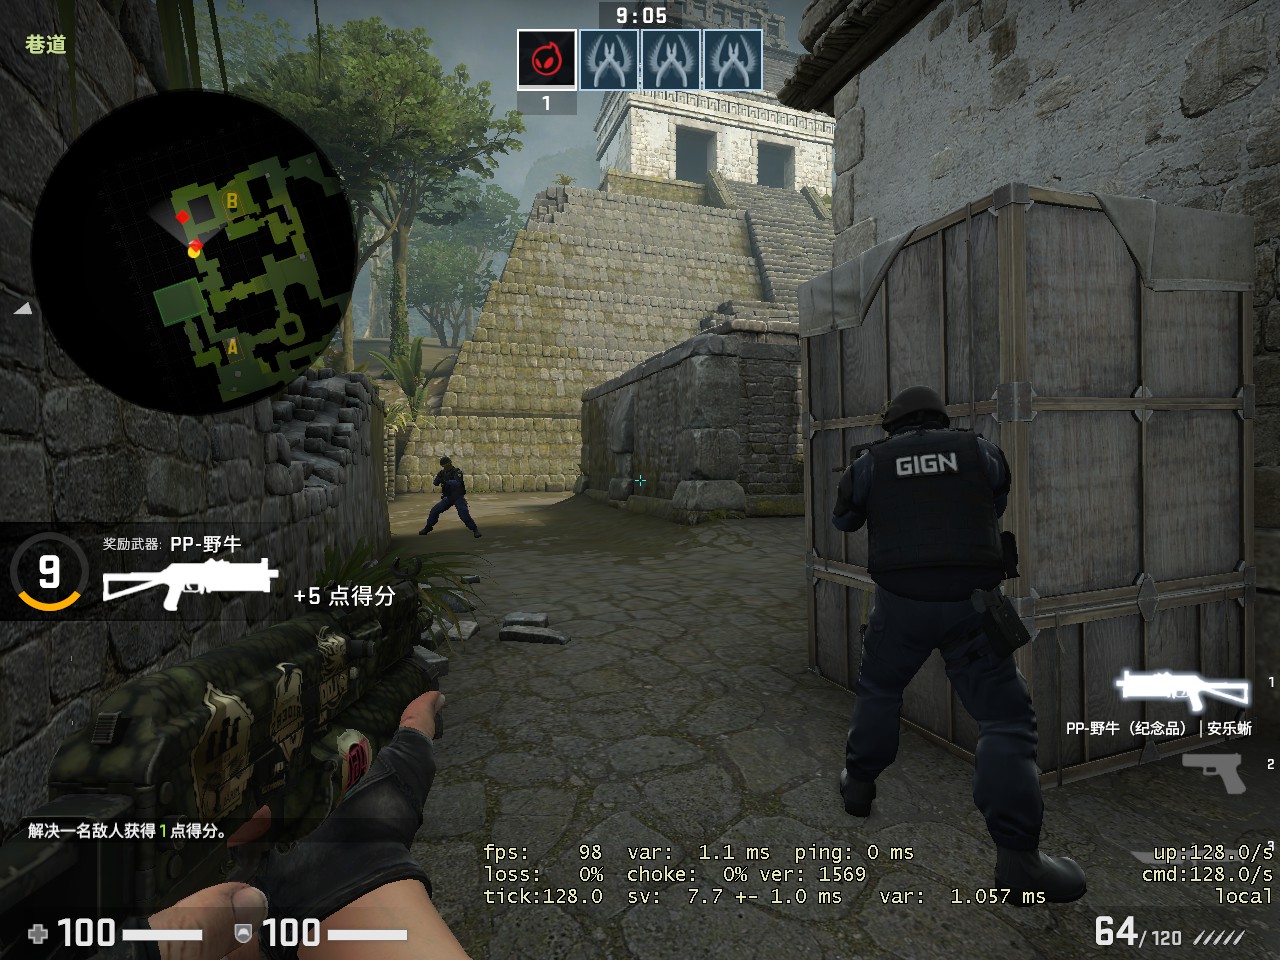 9:05
巷道
1
B
A
GIGN
9
奖励武器: PP-野牛
+5 点得分
1
PP-野牛（纪念品）｜安乐蜥
2
3
解决一名敌人获得 1 点得分。
fps: 98 var: 1.1 ms ping: 0 ms
loss: 0% choke: 0% ver: 1569
tick:128.0 sv: 7.7 +- 1.0 ms var: 1.057 ms
up:128.0/s
cmd:128.0/s
local
100 100
64/ 120